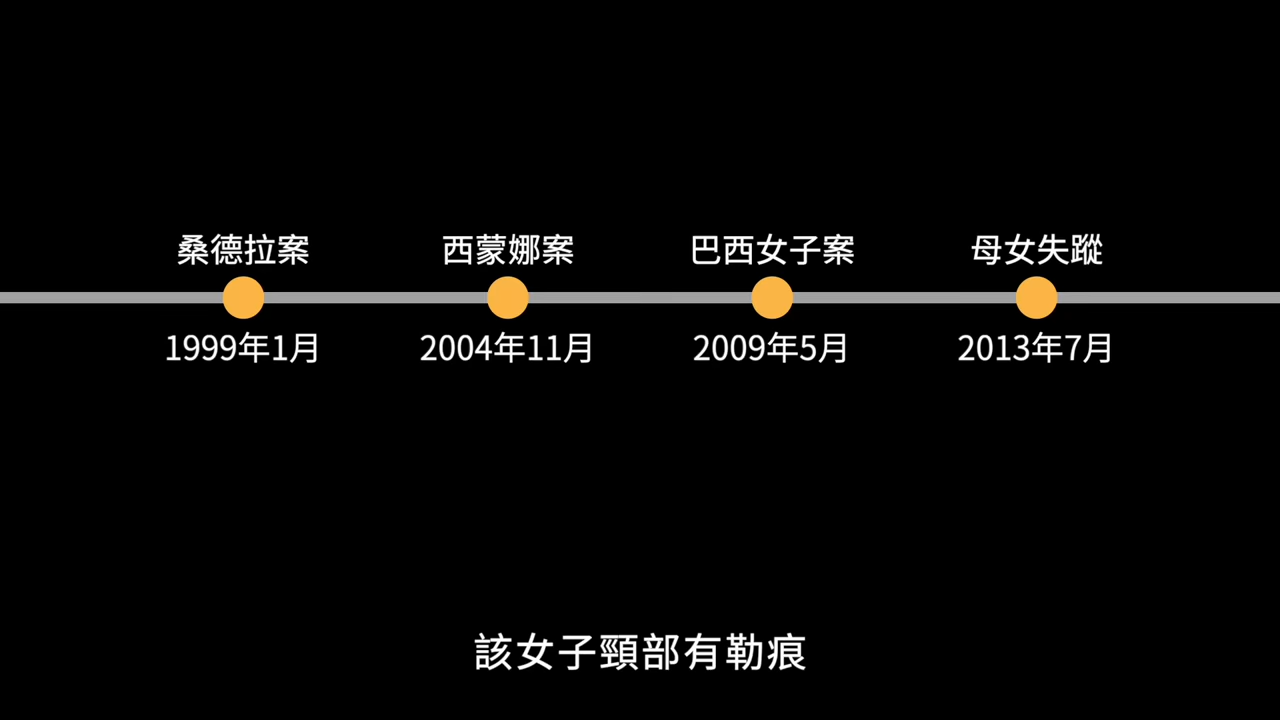 桑德拉案 西蒙娜案 巴西女子案 母女失蹤
1999年1月 2004年11月 2009年5月 2013年7月
該女子頸部有勒痕